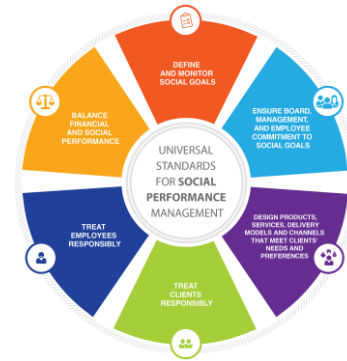 DEFINE
AND MONITOR
SOCIAL GOALS
ENSURE BOARD,
MANAGEMENT,
AND EMPLOYEE
COMMITMENT TO
SOCIAL GOALS
DESIGN PRODUCTS,
SERVICES, DELIVERY
MODELS AND CHANNELS
THAT MEET CLIENTS'
NEEDS AND
PREFERENCES
TREAT
CLIENTS
RESPONSIBLY
TREAT
EMPLOYEES
RESPONSIBLY
BALANCE
FINANCIAL
AND SOCIAL
PERFORMANCE
UNIVERSAL
STANDARDS
FOR SOCIAL
PERFORMANCE
MANAGEMENT